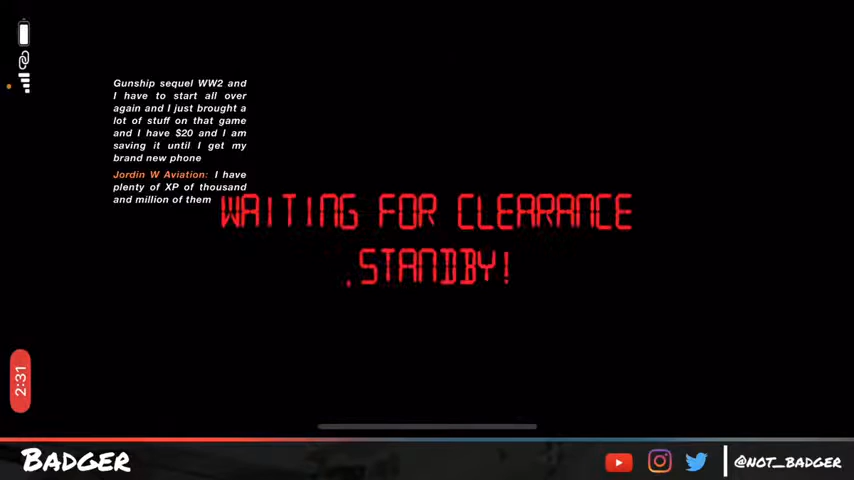 Gunship sequel WW2 and
I have to start all over
again and I just brought a
lot of stuff on that game
and I have $20 and I am
saving it until I get my
brand new phone
Jordin W Aviation: I have
plenty of XP of thousand
and million of them
WAITING FOR CLEARANCE
.STANDBY!
2:31
BADGER
@NOT_BADGER